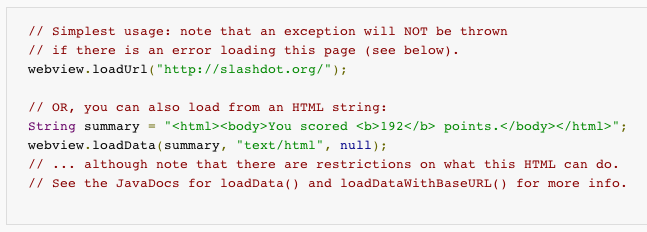 // Simplest usage: note that an exception will NOT be thrown
// if there is an error loading this page (see below).
webview.loadUrl("http://slashdot.org/");
// OR, you can also load from an HTML string:
String summary = "<html><body>You scored <b>192</b> points.</body></html>";
webview.loadData(summary, "text/html", null);
// ... although note that there are restrictions on what this HTML can do.
// See the JavaDocs for loadData() and loadDataWithBaseURL() for more info.